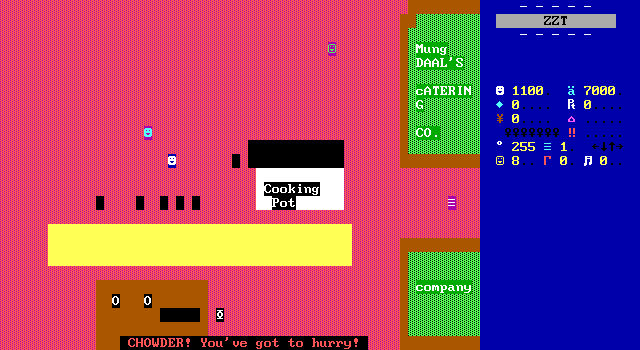 ZZT
Mung
DAAL'S
cATERIN
G
CO.
1100
ä 7000
0
R 0
0
‼
255
≡ 1
←↓↑→
8
Γ 0
♫ 0
Cooking
Pot
≡
company
O O
CHOWDER! You've got to hurry!